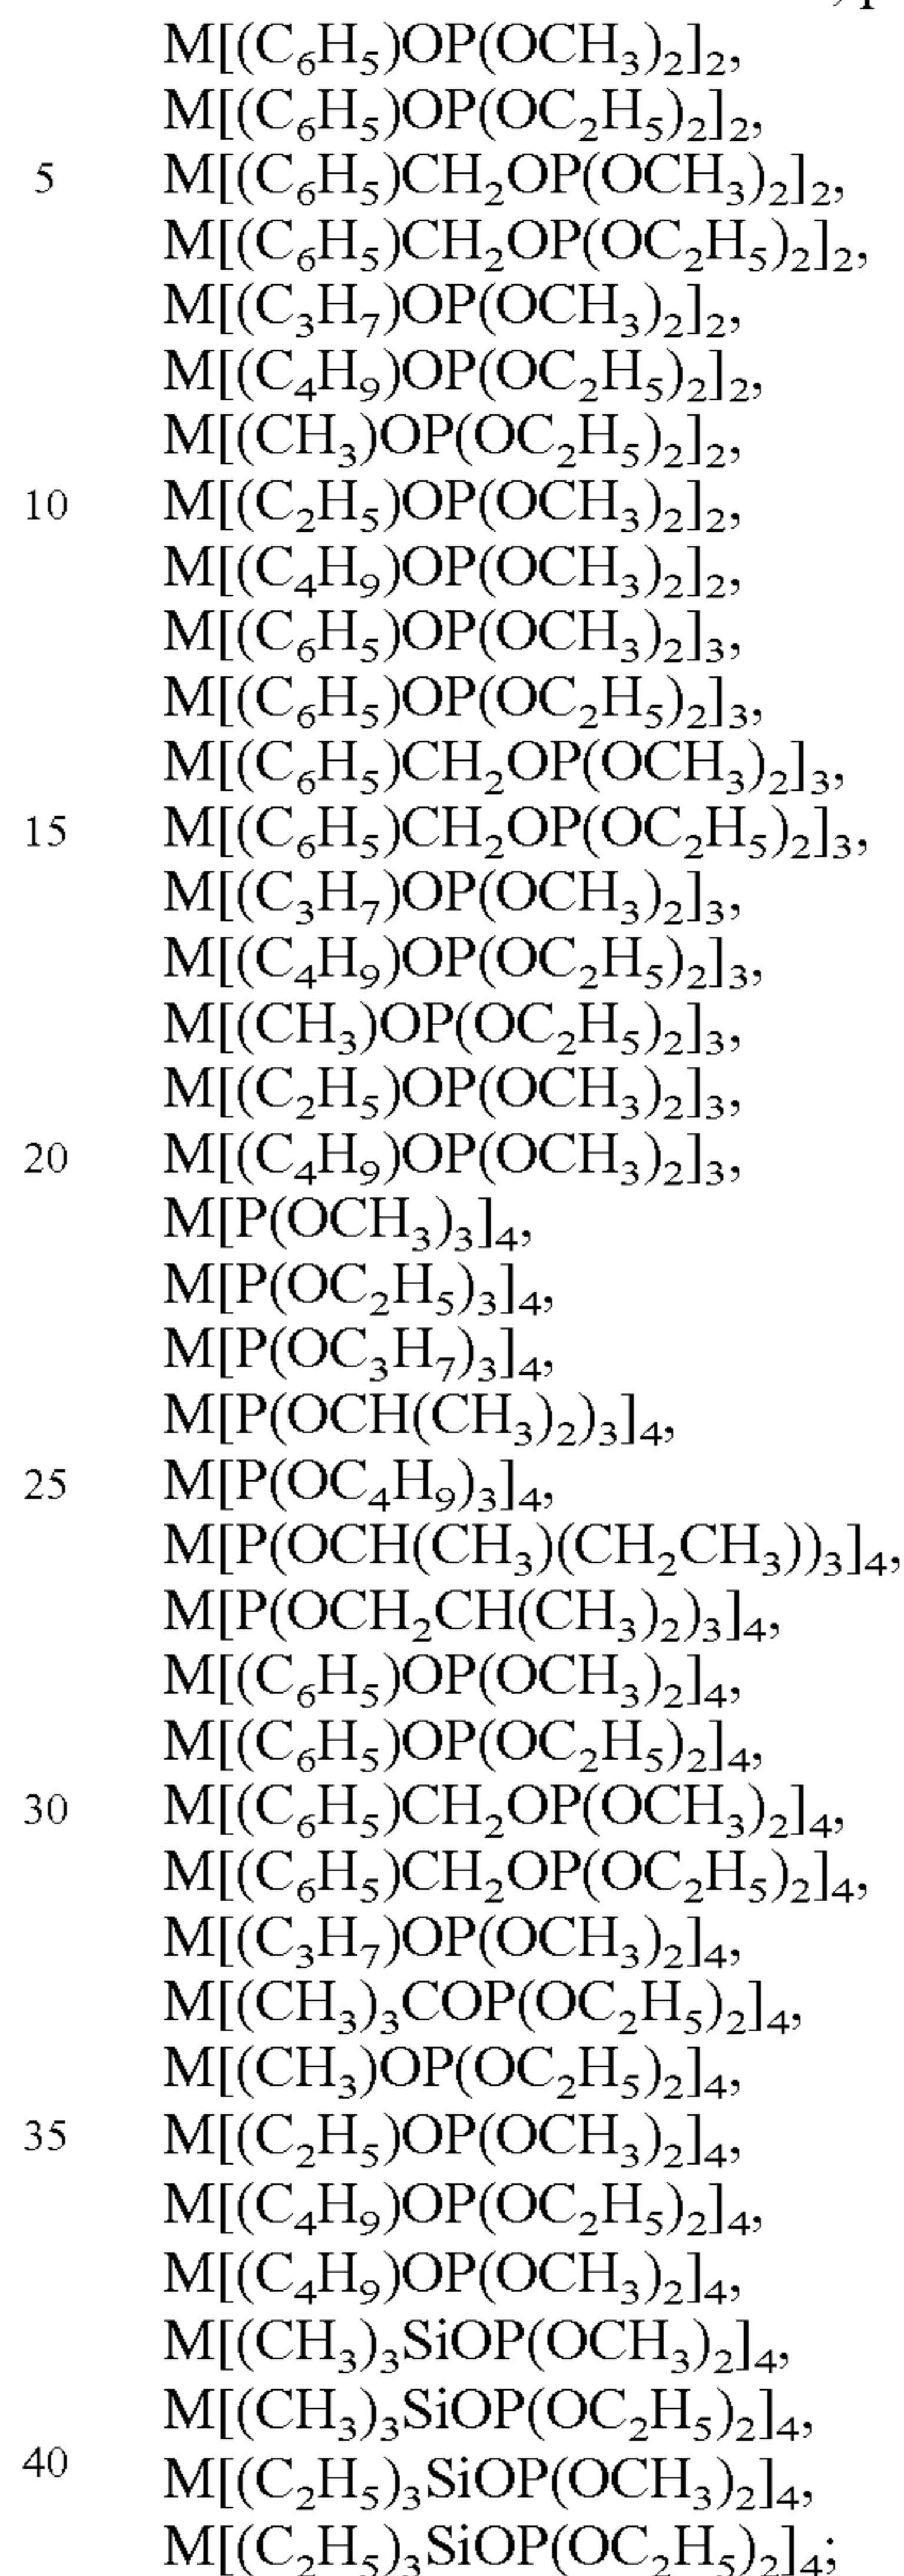 M[(C₆H₅)OP(OCH₃)₂]₂,
M[(C₆H₅)OP(OC₂H₅)₂]₂,
5 M[(C₆H₅)CH₂OP(OCH₃)₂]₂,
M[(C₆H₅)CH₂OP(OC₂H₅)₂]₂,
M[(C₃H₇)OP(OCH₃)₂]₂,
M[(C₄H₉)OP(OC₂H₅)₂]₂,
M[(CH₃)OP(OC₂H₅)₂]₂,
10 M[(C₂H₅)OP(OCH₃)₂]₂,
M[(C₄H₉)OP(OCH₃)₂]₂,
M[(C₆H₅)OP(OCH₃)₂]₃,
M[(C₆H₅)OP(OC₂H₅)₂]₃,
M[(C₆H₅)CH₂OP(OCH₃)₂]₃,
15 M[(C₆H₅)CH₂OP(OC₂H₅)₂]₃,
M[(C₃H₇)OP(OCH₃)₂]₃,
M[(C₄H₉)OP(OC₂H₅)₂]₃,
M[(CH₃)OP(OC₂H₅)₂]₃,
M[(C₂H₅)OP(OCH₃)₂]₃,
20 M[(C₄H₉)OP(OCH₃)₂]₃,
M[P(OCH₃)₃]₄,
M[P(OC₂H₅)₃]₄,
M[P(OC₃H₇)₃]₄,
M[P(OCH(CH₃)₂)₃]₄,
25 M[P(OC₄H₉)₃]₄,
M[P(OCH(CH₃)(CH₂CH₃))₃]₄,
M[P(OCH₂CH(CH₃)₂)₃]₄,
M[(C₆H₅)OP(OCH₃)₂]₄,
M[(C₆H₅)OP(OC₂H₅)₂]₄,
30 M[(C₆H₅)CH₂OP(OCH₃)₂]₄,
M[(C₆H₅)CH₂OP(OC₂H₅)₂]₄,
M[(C₃H₇)OP(OCH₃)₂]₄,
M[(CH₃)₃COP(OC₂H₅)₂]₄,
M[(CH₃)OP(OC₂H₅)₂]₄,
35 M[(C₂H₅)OP(OCH₃)₂]₄,
M[(C₄H₉)OP(OC₂H₅)₂]₄,
M[(C₄H₉)OP(OCH₃)₂]₄,
M[(CH₃)₃SiOP(OCH₃)₂]₄,
M[(CH₃)₃SiOP(OC₂H₅)₂]₄,
40 M[(C₂H₅)₃SiOP(OCH₃)₂]₄,
M[(C₂H₅)₃SiOP(OC₂H₅)₂]₄;